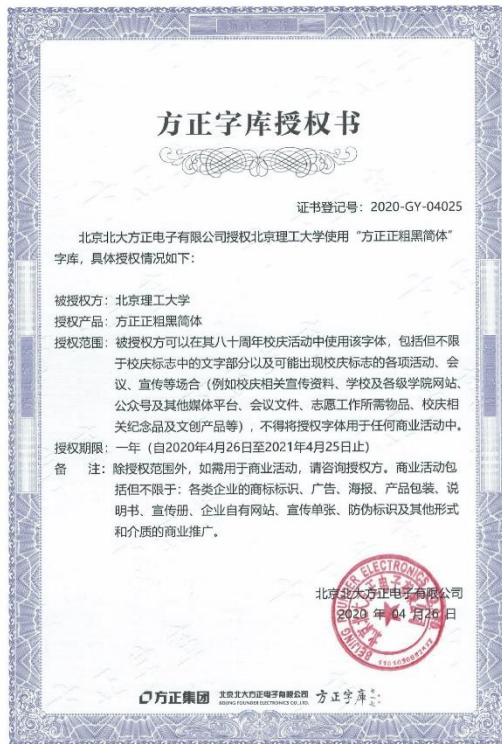 方正字库授权书
证书登记号：2020-GY-04025
北京北大方正电子有限公司授权北京理工大学使用“方正正粗黑简体”
字库，具体授权情况如下：
被授权方：北京理工大学
授权产品：方正正粗黑简体
授权范围：被授权方可以在其八十周年校庆活动中使用该字体，包括但不限
于校庆标志中的文字部分以及可能出现校庆标志的各项活动、会
议、宣传等场合（例如校庆相关宣传资料、学校及各级学院网站、
公众号及其他媒体平台、会议文件、志愿工作所需物品、校庆相
关纪念品及文创产品等），不得将授权字体用于任何商业活动中。
授权期限：一年（自2020年4月26日至2021年4月25日止）
备 注：除授权范围外，如需用于商业活动，请咨询授权方。商业活动包
括但不限于：各类企业的商标标识、广告、海报、产品包装、说
明书、宣传册、企业自有网站、宣传单张、防伪标识及其他形式
和介质的商业推广。
北京北大方正电子有限公司
2020 年 04 月26 日
方正集团 北京北大方正电子有限公司 方正字库
BEIJING FOUNDER ELECTRONICS CO.,LTD.